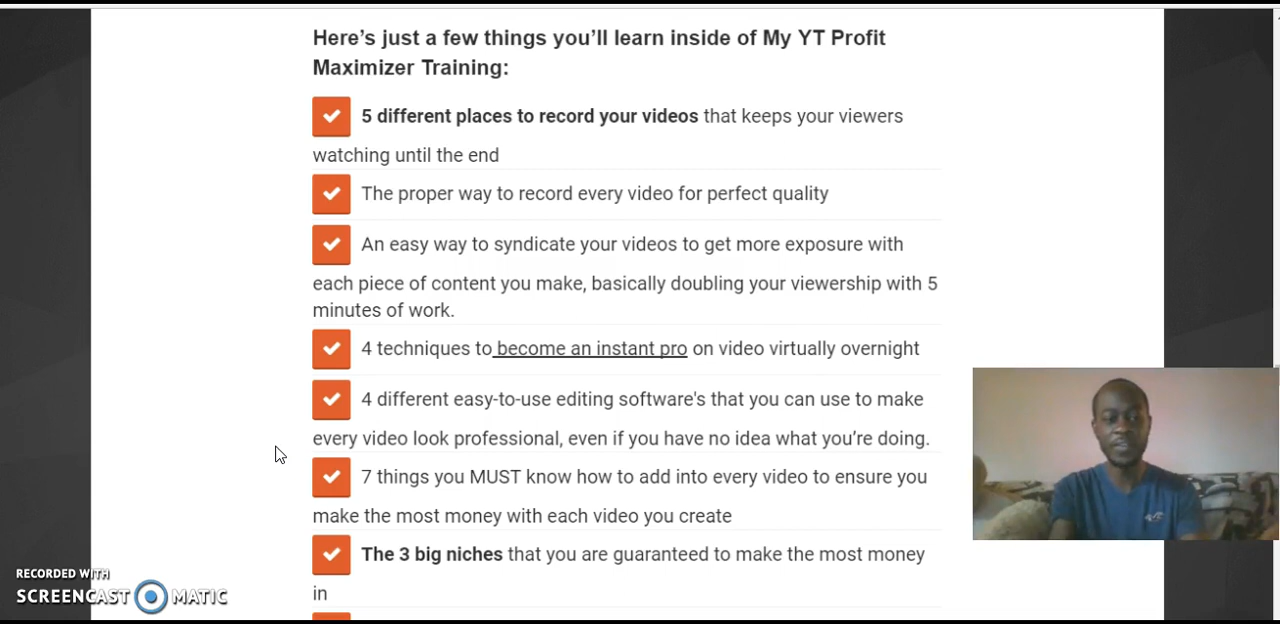 Here’s just a few things you’ll learn inside of My YT Profit
Maximizer Training:
5 different places to record your videos that keeps your viewers
watching until the end
The proper way to record every video for perfect quality
An easy way to syndicate your videos to get more exposure with
each piece of content you make, basically doubling your viewership with 5
minutes of work.
4 techniques to become an instant pro on video virtually overnight
4 different easy-to-use editing software's that you can use to make
every video look professional, even if you have no idea what you’re doing.
7 things you MUST know how to add into every video to ensure you
make the most money with each video you create
The 3 big niches that you are guaranteed to make the most money
in
RECORDED WITH
SCREENCAST MATIC